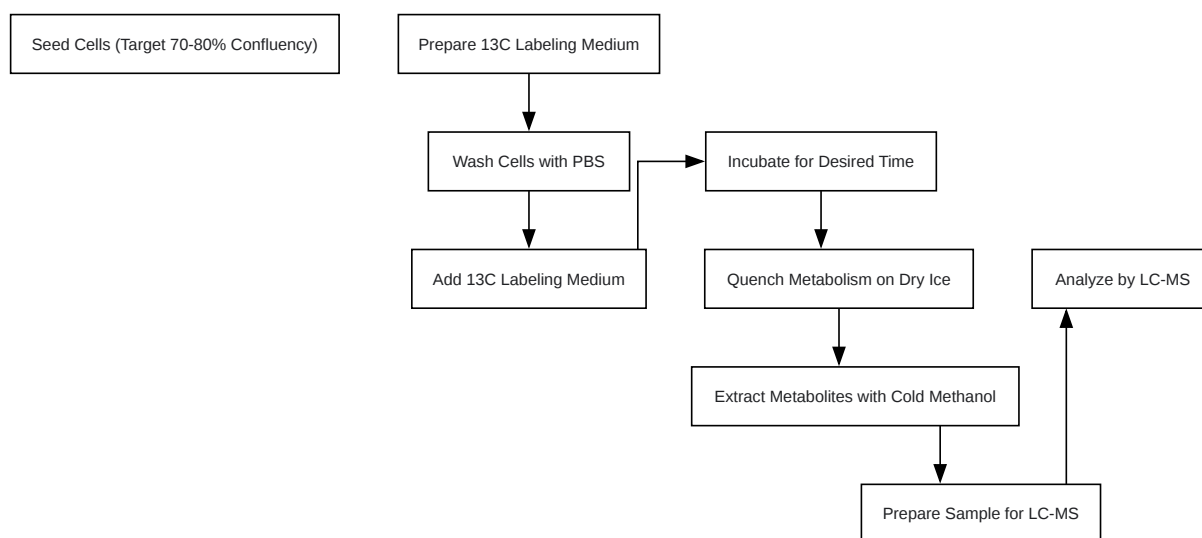 Seed Cells (Target 70-80% Confluency)
Prepare 13C Labeling Medium
Wash Cells with PBS
Incubate for Desired Time
Add 13C Labeling Medium
Quench Metabolism on Dry Ice
Analyze by LC-MS
Extract Metabolites with Cold Methanol
Prepare Sample for LC-MS